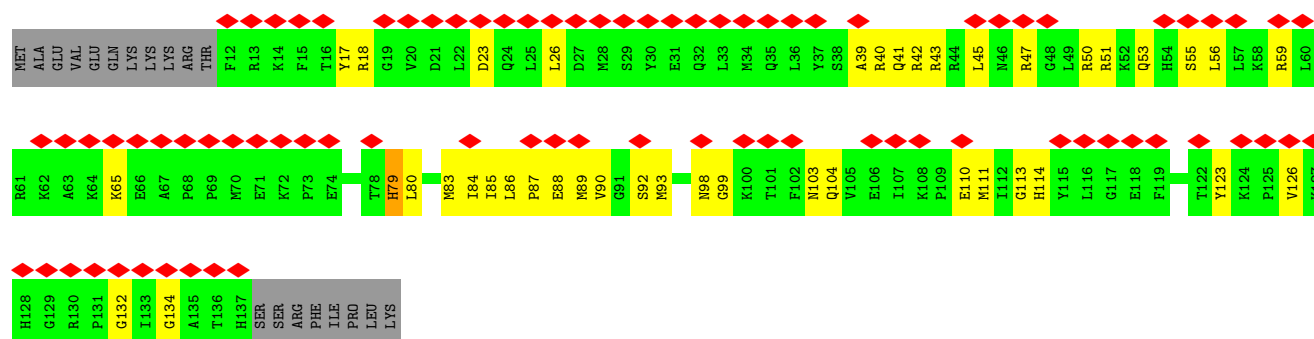 MET ALA GLU VAL GLU GLN LYS LYS LYS ARG THR F12 R13 K14 F15 T16 Y17 R18 G19 V20 D21 L22 D23 Q24 L25 L26 D27 M28 S29 Y30 E31 Q32 L33 M34 Q35 L36 Y37 S38 A39 R40 Q41 R42 R43 R44 L45 N46 R47 G48 L49 R50 R51 K52 Q53 H54 S55 L56 L57 K58 R59 L60
R61 K62 A63 K64 K65 E66 A67 P68 P69 M70 E71 K72 P73 E74 T78 H79 L80 M83 I84 I85 L86 P87 E88 M89 V90 G91 S92 M93 N98 G99 K100 T101 F102 N103 Q104 V105 E106 I107 K108 P109 E110 M111 I112 G113 H114 Y115 L116 G117 E118 F119 T122 Y123 K124 P125 V126
H128 G129 R130 P131 G132 I133 G134 A135 T136 H137 SER SER ARG PHE ILE PRO LEU LYS